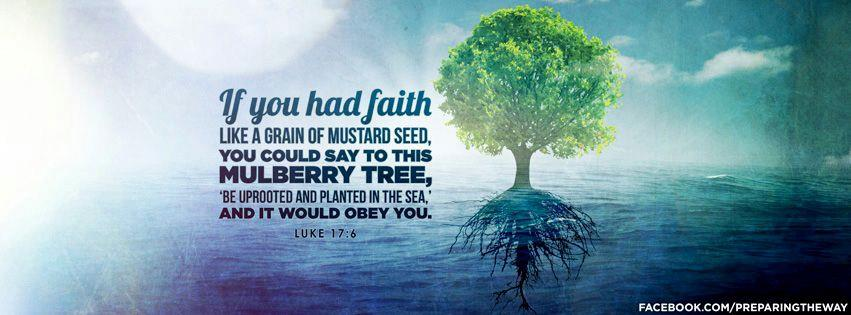 If you had faith
LIKE A GRAIN OF MUSTARD SEED,
YOU COULD SAY TO THIS
MULBERRY TREE,
‘BE UPROOTED AND PLANTED IN THE SEA,’
AND IT WOULD OBEY YOU.
LUKE 17:6
FACEBOOK.COM/PREPARINGTHEWAY